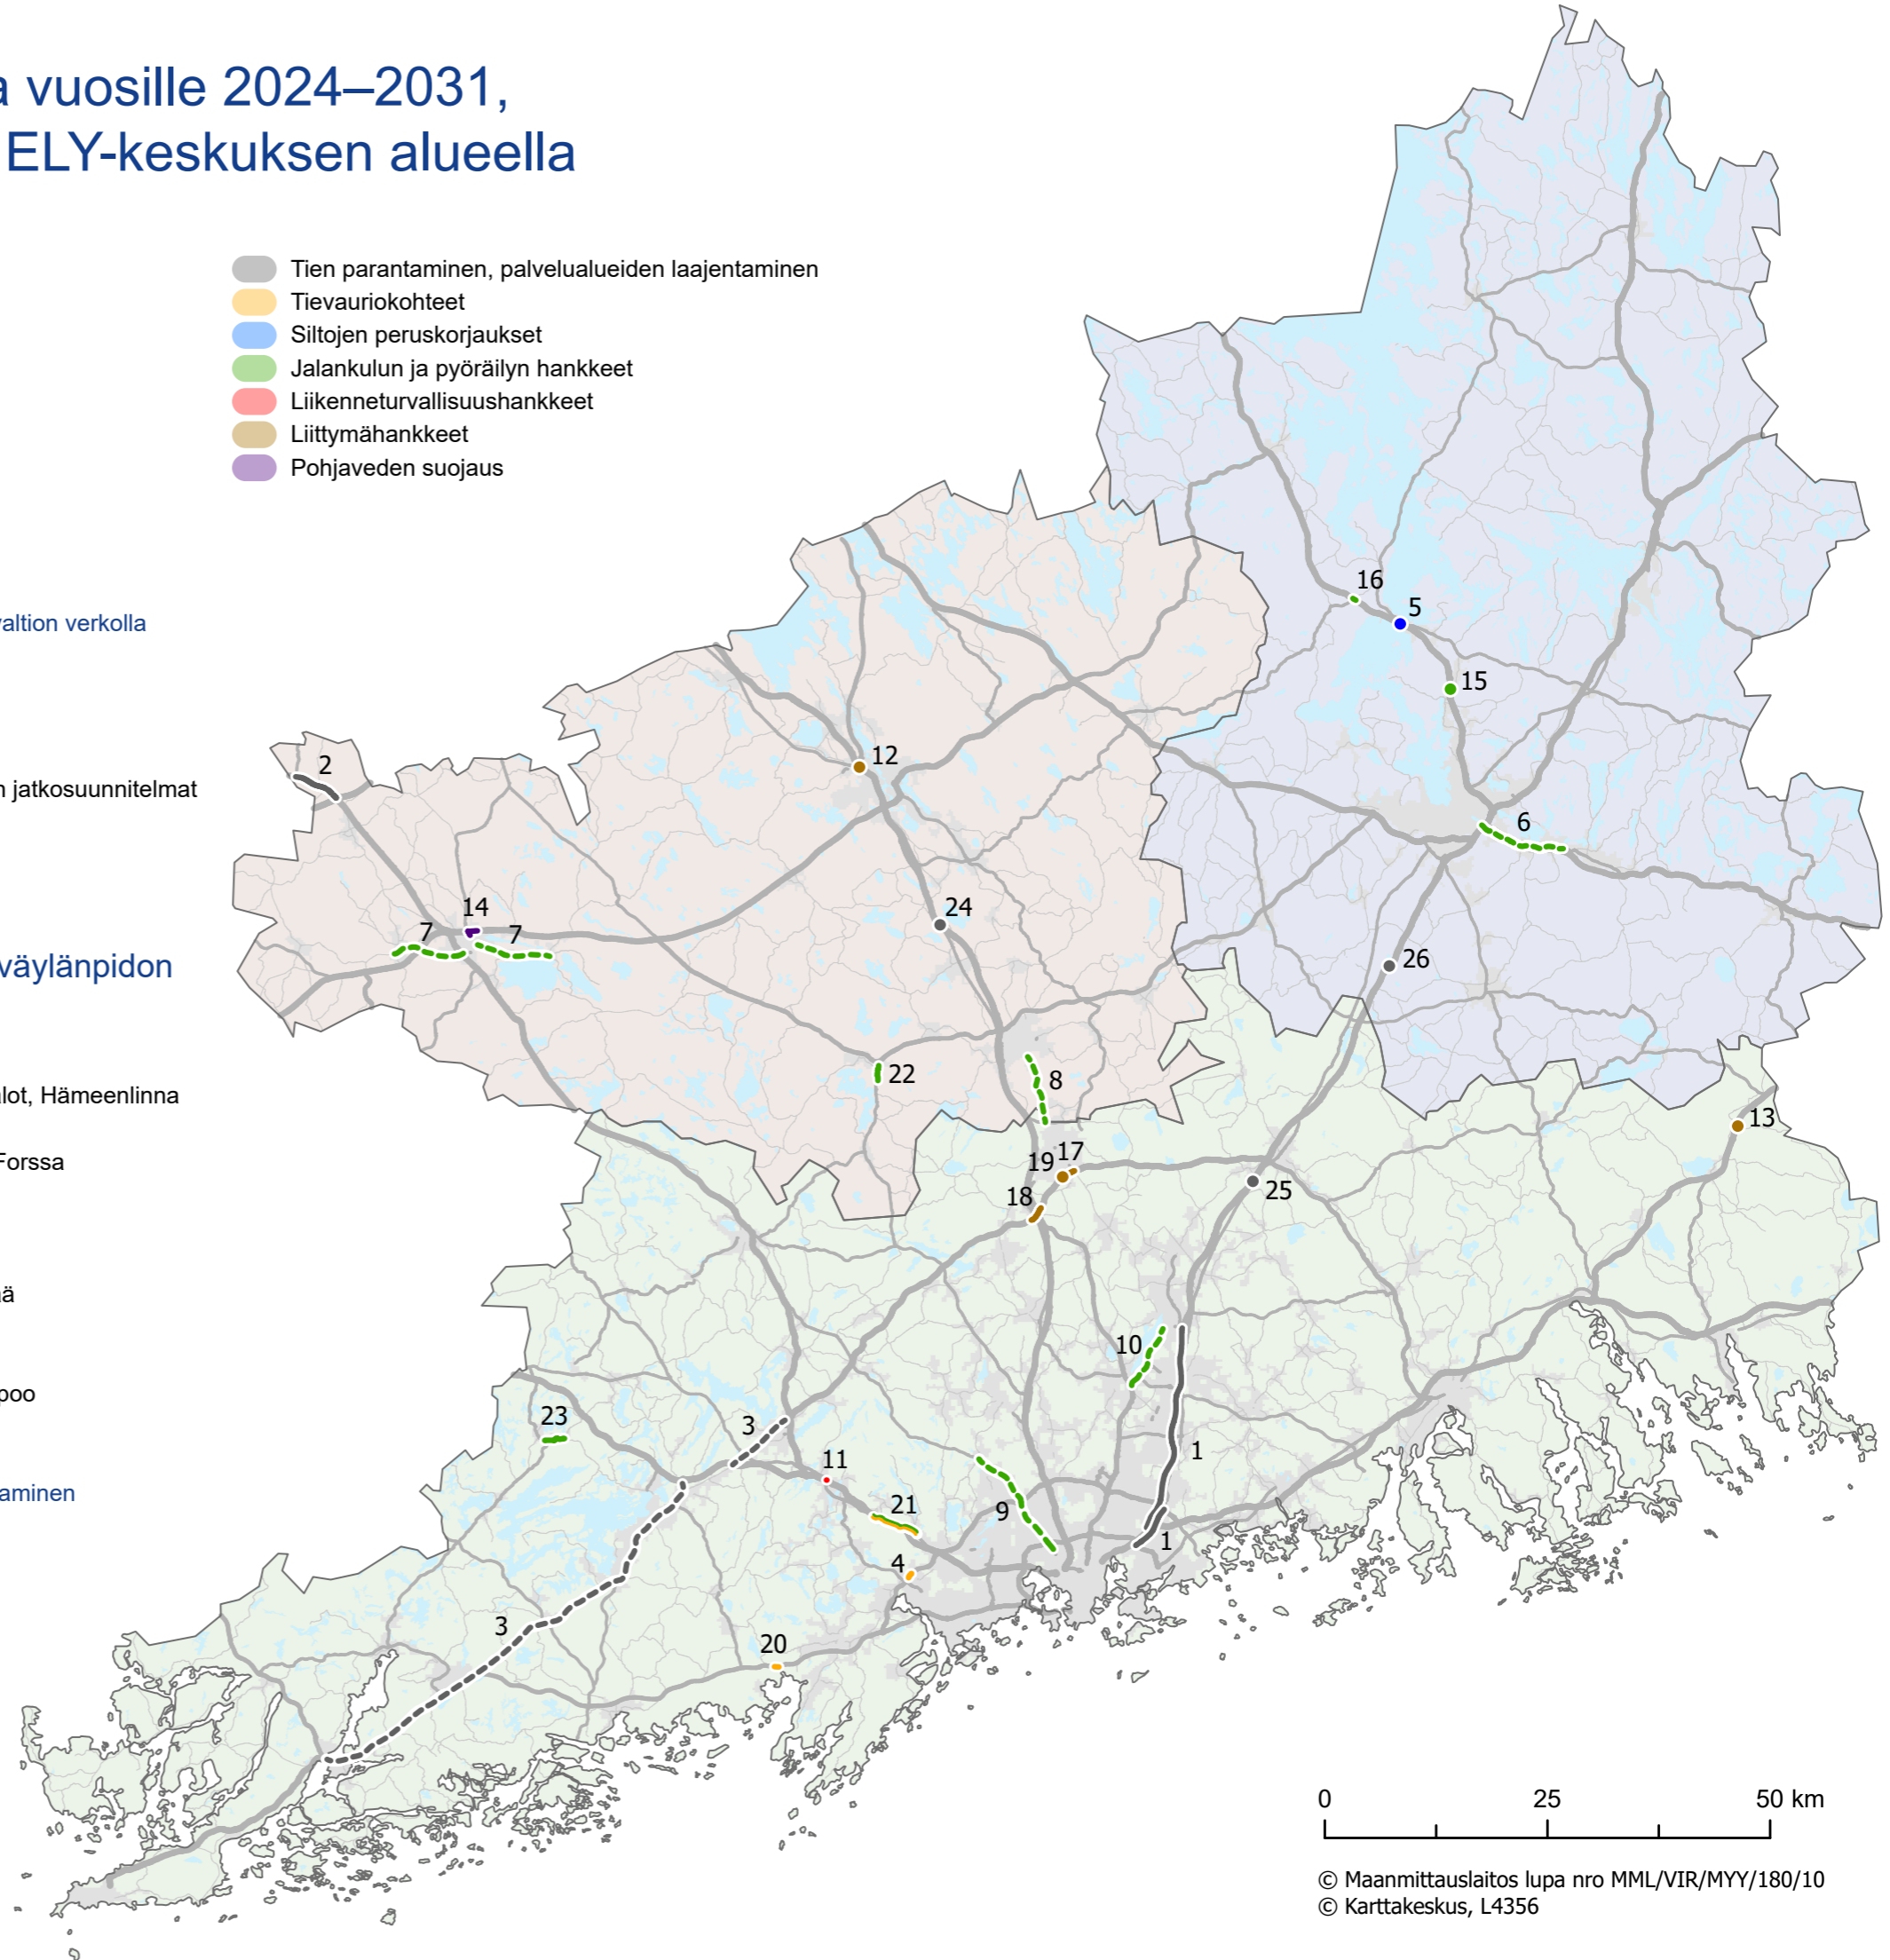 a vuosille 2024–2031,
ELY-keskuksen alueella
Tien parantaminen, palvelualueiden laajentaminen
Tievauriokohteet
Siltojen peruskorjaukset
Jalankulun ja pyöräilyn hankkeet
Liikenneturvallisuushankkeet
Liittymähankkeet
Pohjaveden suojaus
valtion verkolla
n jatkosuunnitelmat
väylänpidon
alot, Hämeenlinna
Forssa
ää
poo
taminen
16
5
15
2
12
6
14
7
7
24
26
22
8
13
19
17
18
25
10
23
3
11
1
21
9
4
1
3
20
0
25
50 km
© Maanmittauslaitos lupa nro MML/VIR/MYY/180/10
© Karttakeskus, L4356